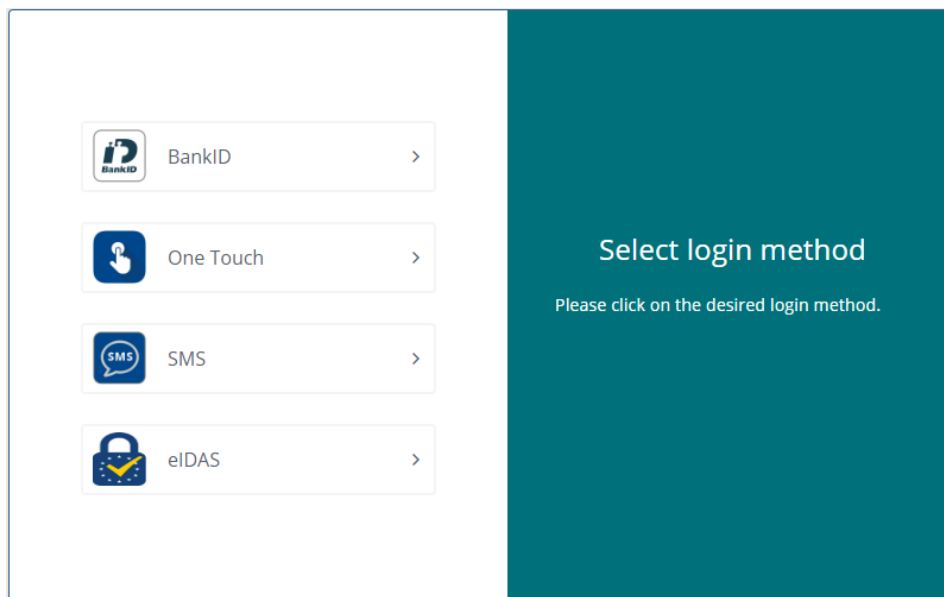 BankID
BankID
One Touch
SMS
SMS
eIDAS
Select login method
Please click on the desired login method.